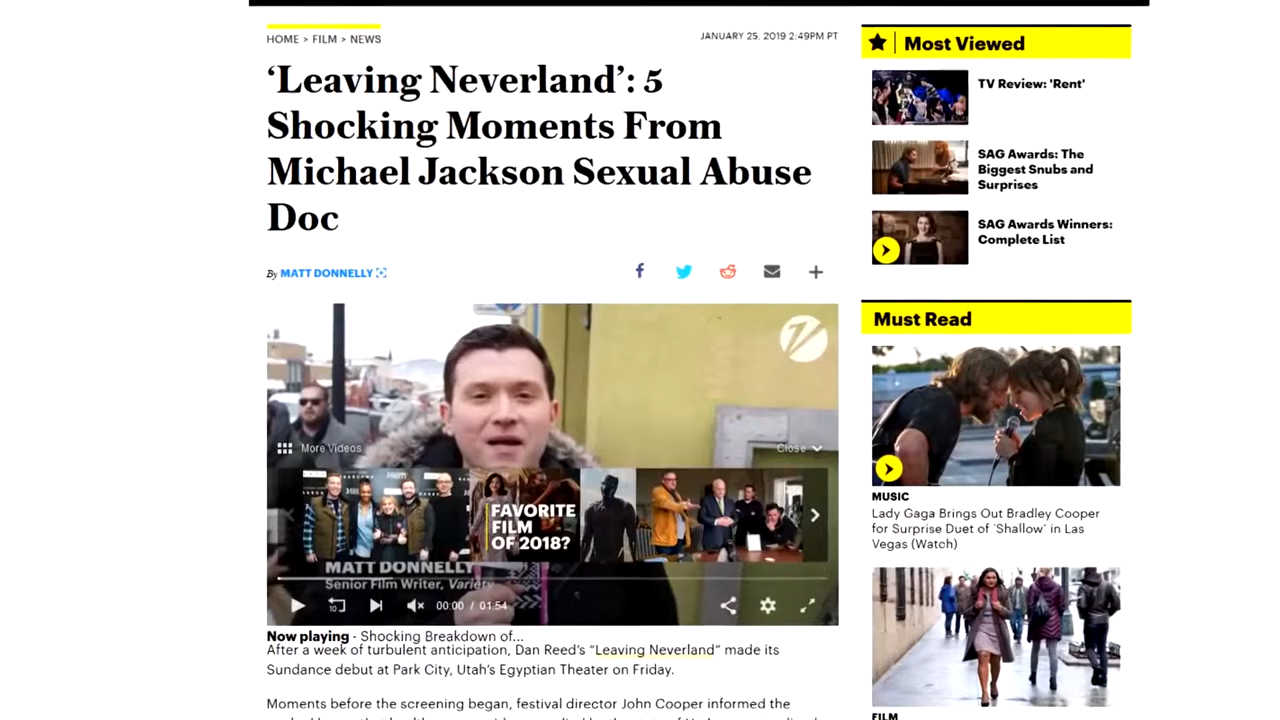 HOME > FILM > NEWS
JANUARY 25, 2019 2:49PM PT
‘Leaving Neverland’: 5
Shocking Moments From
Michael Jackson Sexual Abuse
Doc
By MATT DONNELLY
More Videos
Close
FAVORITE
FILM
OF 2018?
MATT DONNELLY
Senior Film Writer, Variety
10
00:00 / 01:54
Now playing - Shocking Breakdown of...
After a week of turbulent anticipation, Dan Reed’s “Leaving Neverland” made its
Sundance debut at Park City, Utah’s Egyptian Theater on Friday.
Moments before the screening began, festival director John Cooper informed the
Most Viewed
TV Review: 'Rent'
SAG Awards: The
Biggest Snubs and
Surprises
SAG Awards Winners:
Complete List
Must Read
MUSIC
Lady Gaga Brings Out Bradley Cooper
for Surprise Duet of ‘Shallow’ in Las
Vegas (Watch)
FILM